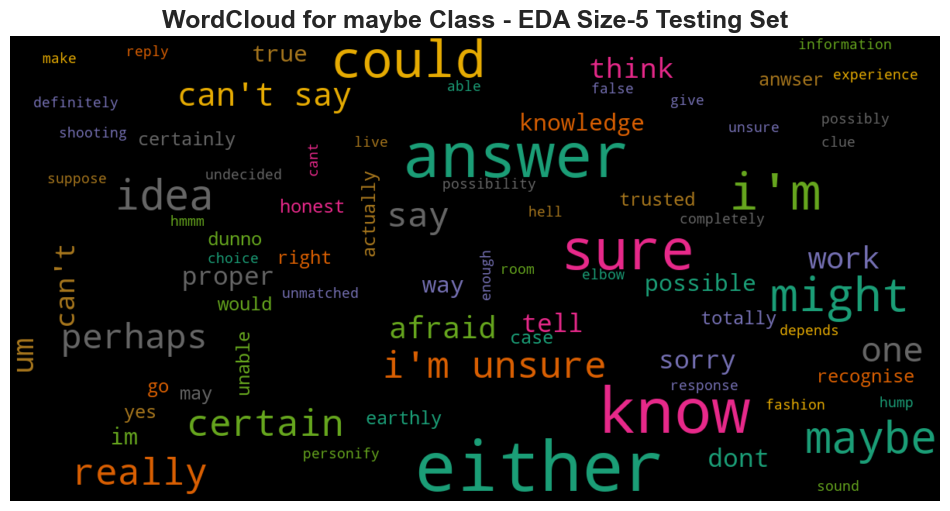 WordCloud for maybe Class - EDA Size-5 Testing Set
make
reply
true
could
think
information
anwser
experience
can't say
able
false
give
definitely
shooting
certainly
cant
live
knowledge
unsure
possibly
clue
answer
suppose
undecided
idea
honest
actually
possibility
say
hell
trusted
i'm
completely
hmmm
dunno
choice
right
sure
work
can't
proper
unmatched
would
way
enough
room
elbow
possible
might
perhaps
afraid
tell
case
totally
depends
um
unable
i'm unsure
sorry
one
recognise
go
may
response
yes
im
certain
earthly
know
fashion
hump
maybe
really
personify
either
dont
sound